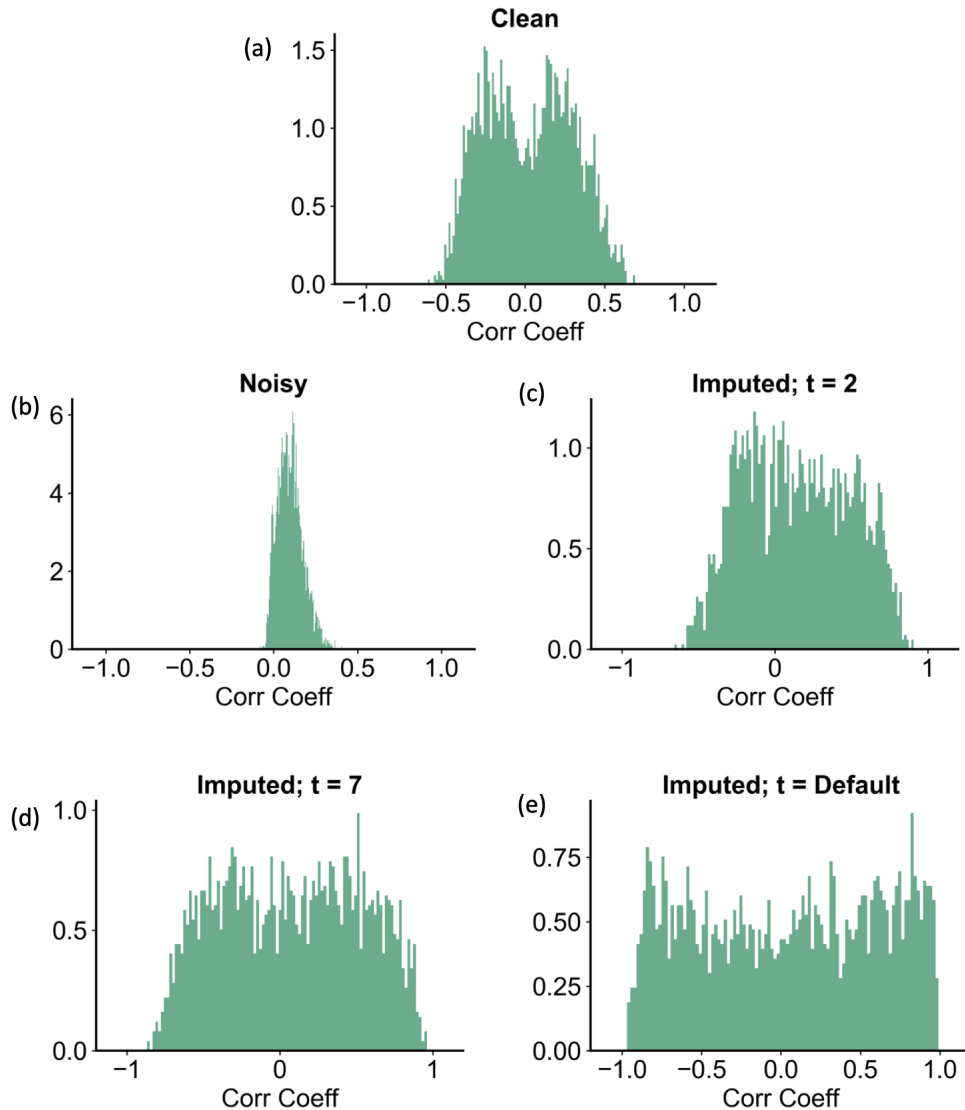 Clean
(a)
1.5
1.0
0.5
0.0
−1.0 −0.5 0.0 0.5 1.0
Corr Coeff
Noisy
(b)
6
4
2
0
−1.0 −0.5 0.0 0.5 1.0
Corr Coeff
Imputed; t = 2
(c)
1.0
0.5
0.0
−1 0 1
Corr Coeff
Imputed; t = 7
(d)
1.0
0.5
0.0
−1 0 1
Corr Coeff
Imputed; t = Default
(e)
0.75
0.50
0.25
0.00
−1.0 −0.5 0.0 0.5 1.0
Corr Coeff